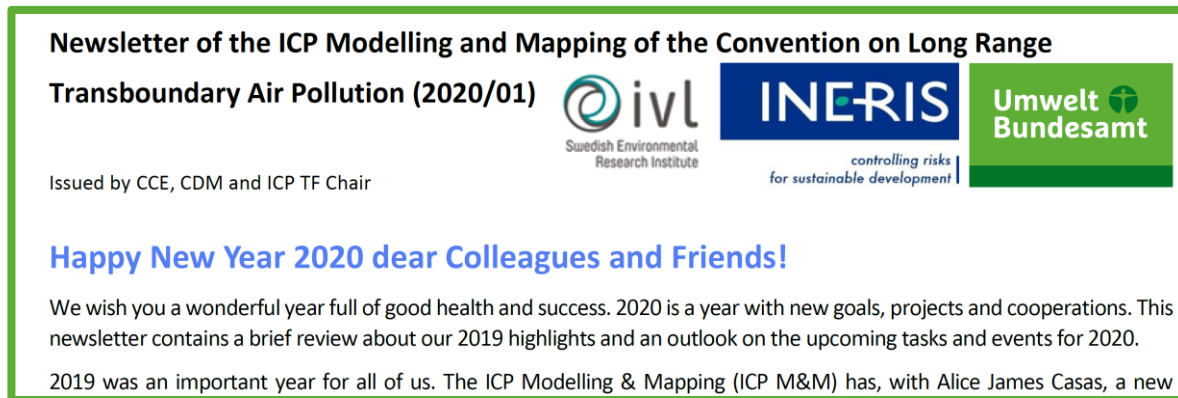 Newsletter of the ICP Modelling and Mapping of the Convention on Long Range
Transboundary Air Pollution (2020/01)
ivl
Swedish Environmental
Research Institute
INERIS
controlling risks
for sustainable development
Umwelt
Bundesamt
Issued by CCE, CDM and ICP TF Chair
Happy New Year 2020 dear Colleagues and Friends!
We wish you a wonderful year full of good health and success. 2020 is a year with new goals, projects and cooperations. This
newsletter contains a brief review about our 2019 highlights and an outlook on the upcoming tasks and events for 2020.
2019 was an important year for all of us. The ICP Modelling & Mapping (ICP M&M) has, with Alice James Casas, a new